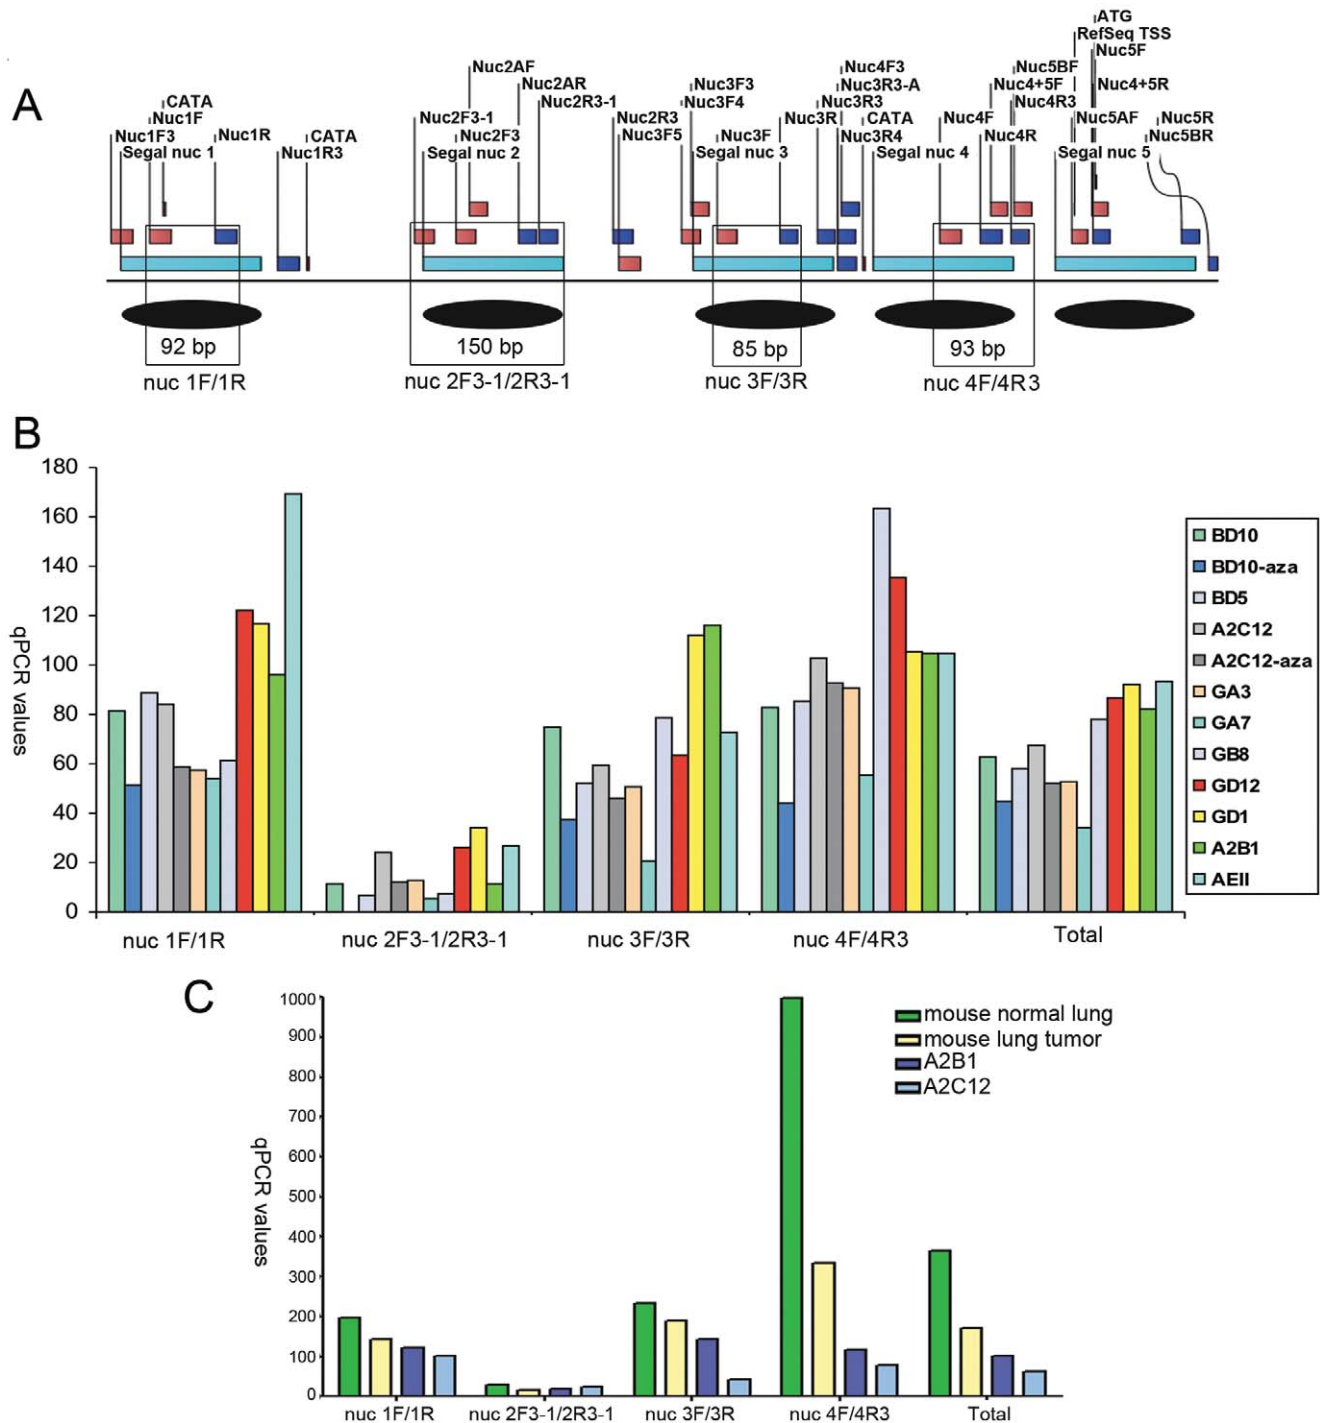 A
ATG
RefSeq TSS
Nuc5F
Nuc2AF
Nuc4F3
Nuc5BF
Nuc2AR
Nuc3F3
Nuc3R3-A
Nuc4+5F
Nuc4+5R
CATA
Nuc2R3-1
Nuc3F4
Nuc3R3
Nuc4R3
Nuc1F
Nuc2F3-1
Nuc2R3
Nuc3R
CATA
Nuc4F
Nuc5AF
Nuc5R
Nuc1F3
Nuc1R
CATA
Nuc2F3
Nuc3F5
Nuc3F
Nuc3R4
Nuc4R
Nuc5BR
Segal nuc 1
Nuc1R3
Segal nuc 2
Segal nuc 3
Segal nuc 4
Segal nuc 5
92 bp
150 bp
85 bp
93 bp
nuc 1F/1R
nuc 2F3-1/2R3-1
nuc 3F/3R
nuc 4F/4R3
B
180
160
140
120
100
80
60
40
20
0
qPCR values
nuc 1F/1R
nuc 2F3-1/2R3-1
nuc 3F/3R
nuc 4F/4R3
Total
BD10
BD10-aza
BD5
A2C12
A2C12-aza
GA3
GA7
GB8
GD12
GD1
A2B1
AEII
C
1000
900
800
700
600
500
400
300
200
100
0
qPCR values
mouse normal lung
mouse lung tumor
A2B1
A2C12
nuc 1F/1R
nuc 2F3-1/2R3-1
nuc 3F/3R
nuc 4F/4R3
Total